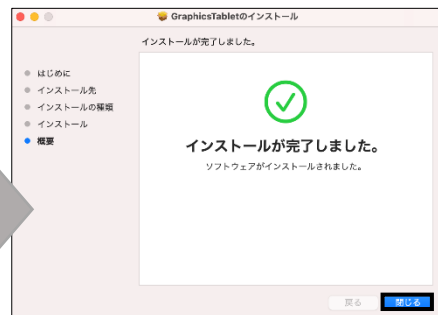 GraphicsTabletのインストール
インストールが完了しました。
はじめに
インストール先
インストールの種類
インストール
概要
インストールが完了しました。
ソフトウェアがインストールされました。
戻る
閉じる